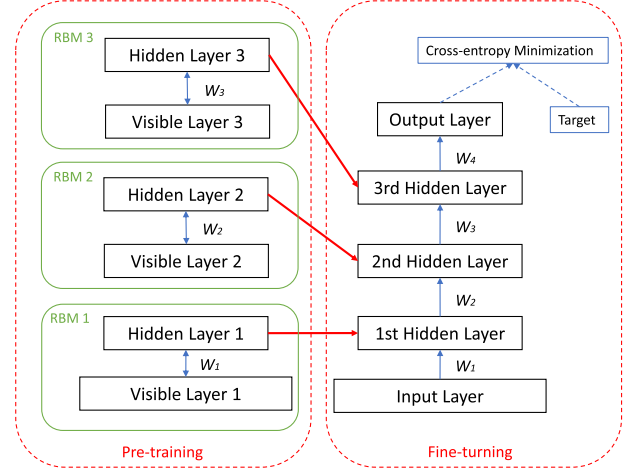 RBM 3
Hidden Layer 3
W3
Visible Layer 3
RBM 2
Hidden Layer 2
W2
Visible Layer 2
RBM 1
Hidden Layer 1
W1
Visible Layer 1
Pre-training
Cross-entropy Minimization
Output Layer
Target
W4
3rd Hidden Layer
W3
2nd Hidden Layer
W2
1st Hidden Layer
W1
Input Layer
Fine-turning